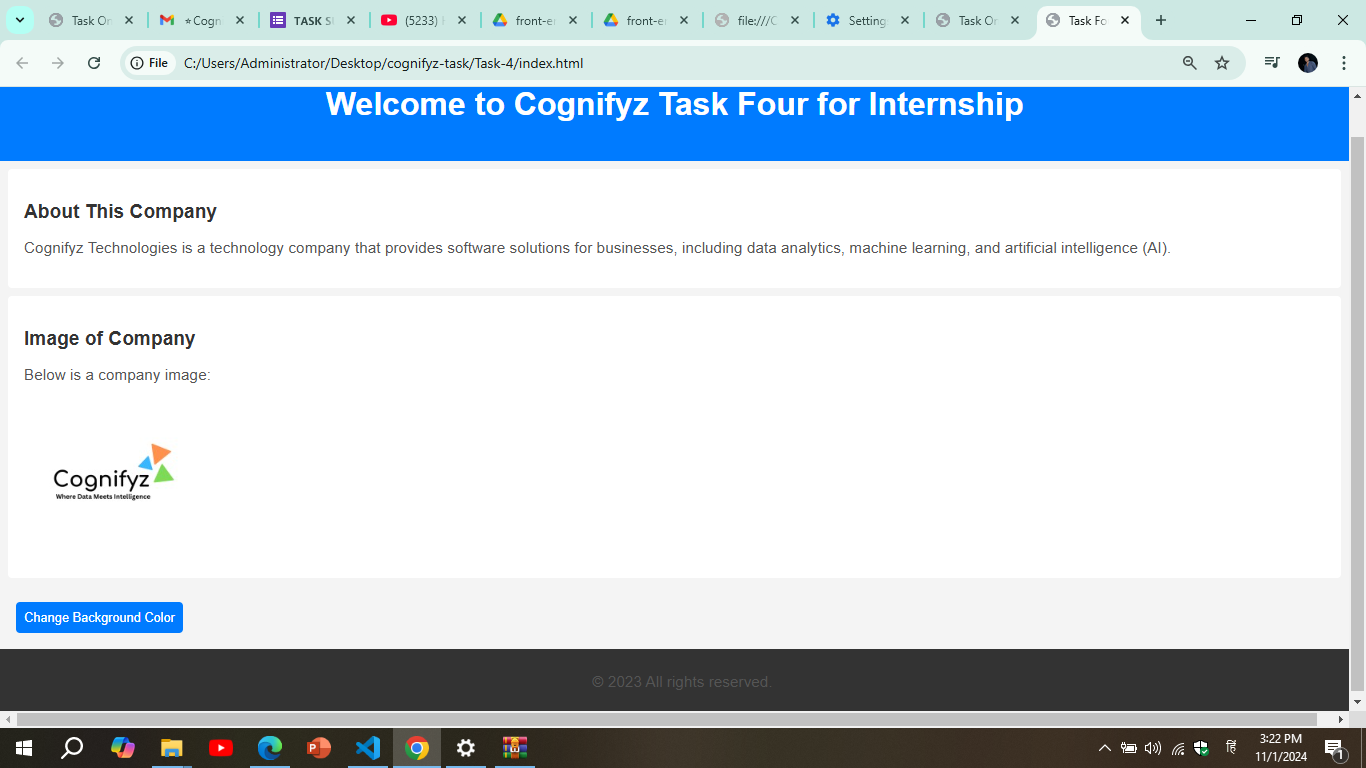 Task On
⭐Cogn
TASK S
(5233)
front-e
front-e
file:///C
Setting
Task On
Task Fo
File
C:/Users/Administrator/Desktop/cognifyz-task/Task-4/index.html
Welcome to Cognifyz Task Four for Internship
About This Company
Cognifyz Technologies is a technology company that provides software solutions for businesses, including data analytics, machine learning, and artificial intelligence (AI).
Image of Company
Below is a company image:
Cognifyz
Where Data Meets Intelligence
Change Background Color
© 2023 All rights reserved.
हिं
3:22 PM
11/1/2024
1